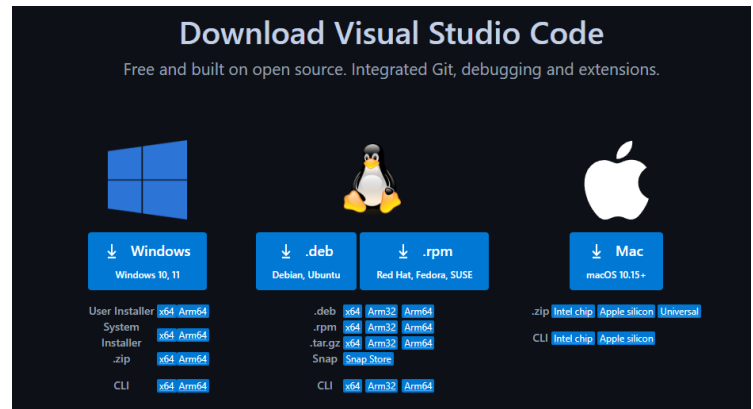 Download Visual Studio Code
Free and built on open source. Integrated Git, debugging and extensions.
Windows
Windows 10, 11
User Installer x64 Arm64
System Installer x64 Arm64
.zip x64 Arm64
CLI x64 Arm64
.deb
Debian, Ubuntu
.rpm
Red Hat, Fedora, SUSE
.deb x64 Arm32 Arm64
.rpm x64 Arm32 Arm64
.tar.gz x64 Arm32 Arm64
Snap Snap Store
CLI x64 Arm32 Arm64
Mac
macOS 10.15+
.zip Intel chip Apple silicon Universal
CLI Intel chip Apple silicon